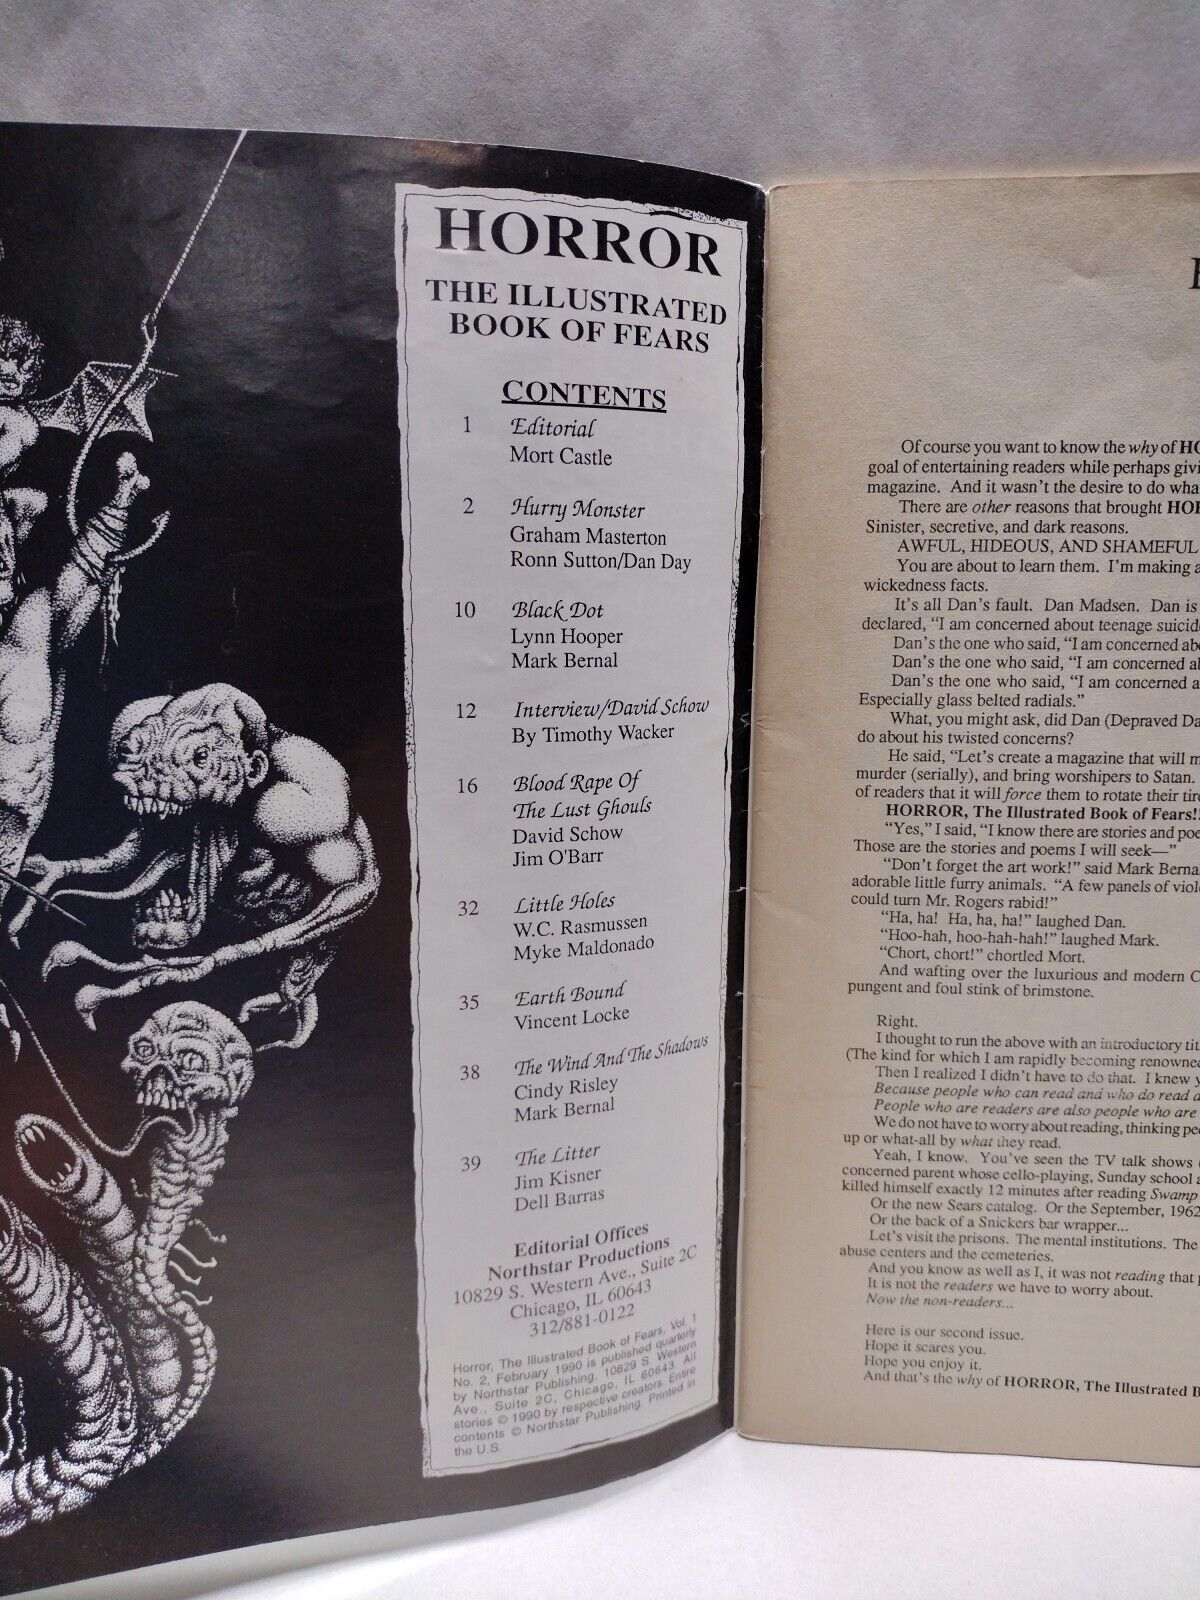 HORROR
THE ILLUSTRATED
BOOK OF FEARS
CONTENTS
1 Editorial
Mort Castle
2 Hurry Monster
Graham Masterton
Ronn Sutton/Dan Day
10 Black Dot
Lynn Hooper
Mark Bernal
12 Interview/David Schow
By Timothy Wacker
16 Blood Rape Of
The Lust Ghouls
David Schow
Jim O'Barr
32 Little Holes
W.C. Rasmussen
Myke Maldonado
35 Earth Bound
Vincent Locke
38 The Wind And The Shadows
Cindy Risley
Mark Bernal
39 The Litter
Jim Kisner
Dell Barras
Editorial Offices
Northstar Productions
10829 S. Western Ave., Suite 2C
Chicago, IL 60643
312/881-0122
Horror, The Illustrated Book of Fears, Vol. 1
No. 2, February 1990 is published quarterly
by Northstar Publishing. 10829 S. Western
Ave., Suite 2C, Chicago, IL 60643. All
stories © 1990 by respective creators. Entire
contents © Northstar Publishing. Printed in
the U.S.
Of course you want to know the why of
goal of entertaining readers while perhaps
magazine. And it wasn't the desire to do
There are other reasons that brought
Sinister, secretive, and dark reasons.
AWFUL, HIDEOUS, AND SHAMEFUL
You are about to learn them. I'm making
wickedness facts.
It's all Dan's fault. Dan Madsen. Dan is
declared, "I am concerned about teenage
Dan's the one who said, "I am concerned
Dan's the one who said, "I am concerned
Dan's the one who said, "I am concerned
Especially glass belted radials."
What, you might ask, did Dan (Depraved
do about his twisted concerns?
He said, "Let's create a magazine that will
murder (serially), and bring worshipers to Satan.
of readers that it will force them to rotate their
HORROR, The Illustrated Book of Fears!
"Yes," I said, "I know there are stories and
Those are the stories and poems I will seek—"
"Don't forget the art work!" said Mark
adorable little furry animals. "A few panels of
could turn Mr. Rogers rabid!"
"Ha, ha! Ha, ha, ha!" laughed Dan.
"Hoo-hah, hoo-hah-hah!" laughed Mark.
"Chort, chort!" chortled Mort.
And wafting over the luxurious and modern
pungent and foul stink of brimstone.
Right.
I thought to run the above with an introductory
(The kind for which I am rapidly becoming renowned
Then I realized I didn't have to do that. I knew
Because people who can read and who do read
People who are readers are also people who are
We do not have to worry about reading, thinking
up or what-all by what they read.
Yeah, I know. You've seen the TV talk shows
concerned parent whose cello-playing, Sunday school
killed himself exactly 12 minutes after reading Swamp
Or the new Sears catalog. Or the September, 1962
Or the back of a Snickers bar wrapper...
Let's visit the prisons. The mental institutions. The
abuse centers and the cemeteries.
And you know as well as I, it was not reading that
It is not the readers we have to worry about.
Now the non-readers...
Here is our second issue.
Hope it scares you.
Hope you enjoy it.
And that's the why of HORROR, The Illustrated